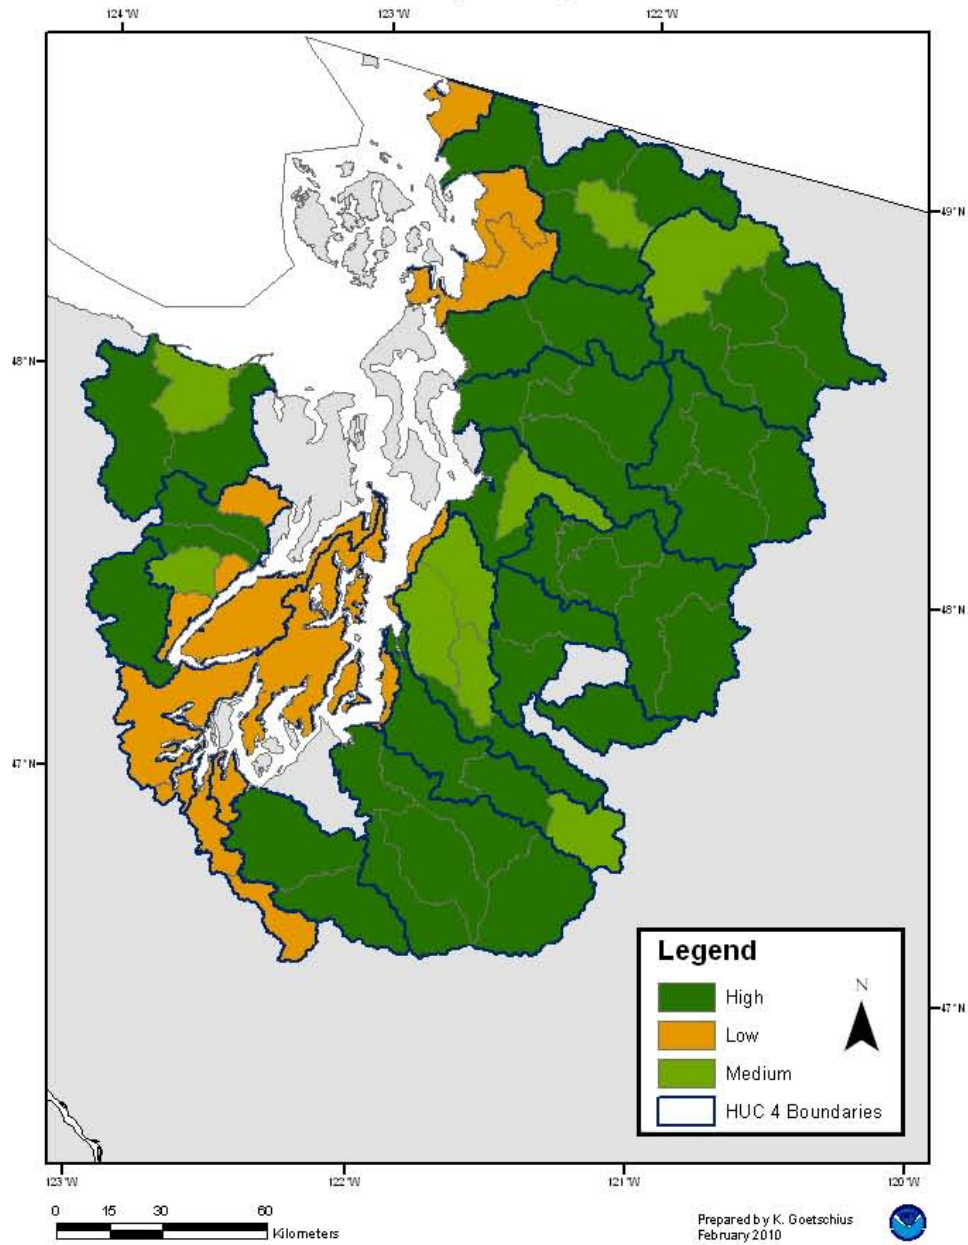 124°W 123°W 122°W
49°N
48°N
48°N
47°N
47°N
Legend
High
Low
Medium
HUC 4 Boundaries
N
123°W 122°W 121°W 120°W
0 15 30 60
Kilometers
Prepared by K. Goetschius
February 2010